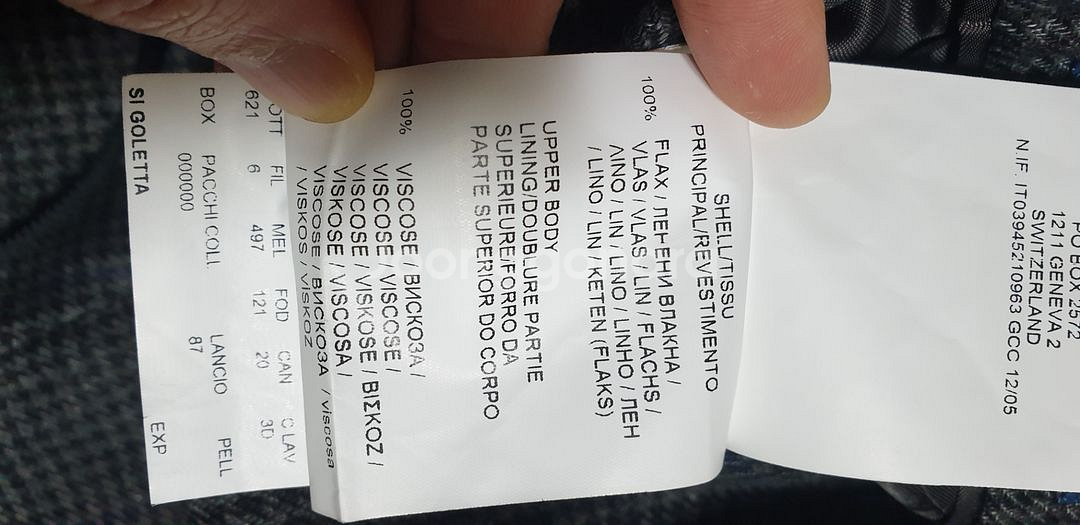 PO BOX 2572
1211 GENEVA 2
SWITZERLAND
N.IF. IT03945210963 GCC 12/05
SHELL/TISSU
PRINCIPAL/REVESTIMENTO
100% FLAX / ЛЕНЕНИ ВЛАКНА /
VLAS / VLAS / LIN / FLACHS /
ΛΙΝΟ / LIN / LINO / LINHO / ЛЕН
/ LINO / LIN / KETEN (FLAKS)
UPPER BODY
LINING/DOUBLURE PARTIE
SUPERIEURE/FORRO DA
PARTE SUPERIOR DO CORPO
100% VISCOSE / ВИСКОЗА /
VISCOSE / VISCOSE /
VISCOSE / VISKOSE / ΒΙΣΚΟΖ /
VISKOSE / VISCOSA /
VISCOSE / ВИСКОЗА / viscosa
/ VISKOS / VISKOZ
OTT FIL MEL FOD CAN C LAV
621 6 497 121 20 3D
BOX PACCHI COLL. LANCIO PELL
000000 87
SI GOLETTA EXP